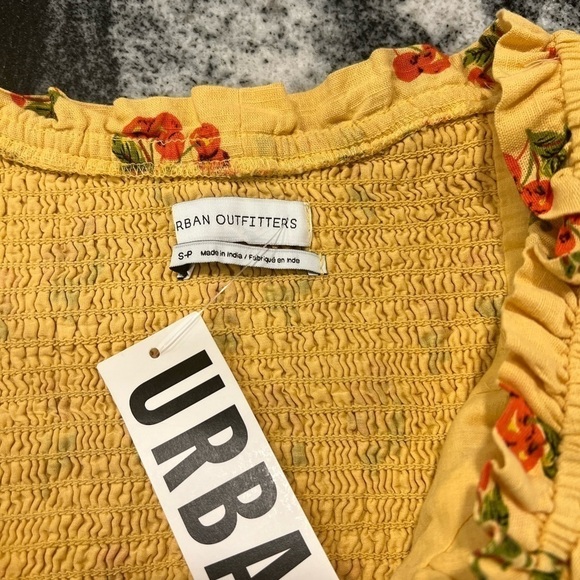 RBAN OUTFITTERS
S-P Made in India / Fabriqué en Inde
URBA